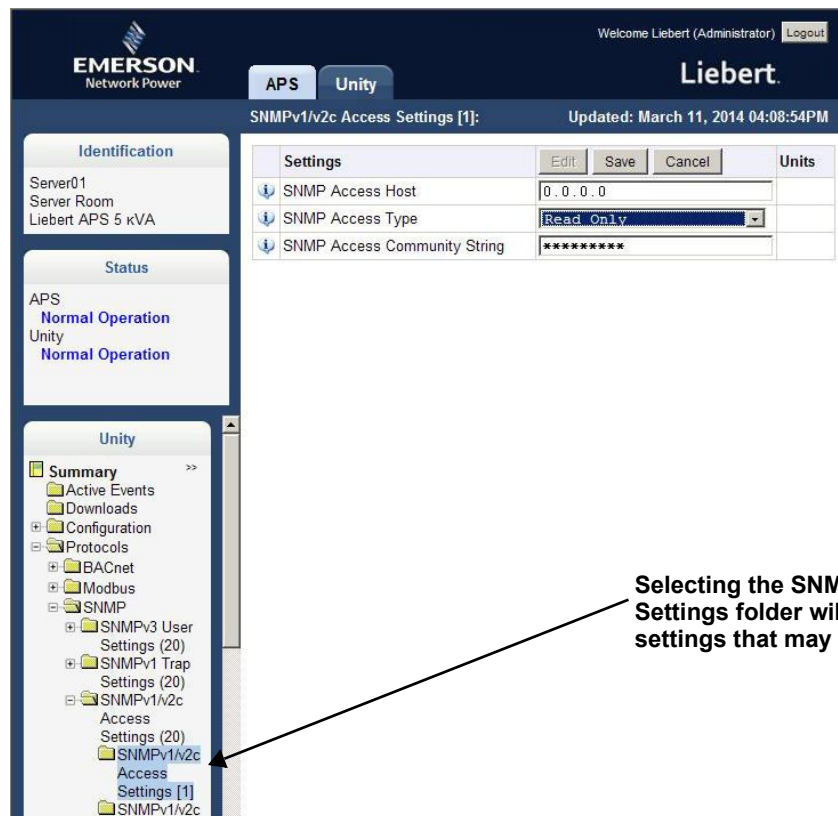 Welcome Liebert (Administrator) Logout
EMERSON
Network Power
APS Unity
Liebert.
SNMPv1/v2c Access Settings [1]: Updated: March 11, 2014 04:08:54PM
Identification
Server01
Server Room
Liebert APS 5 kVA
Status
APS
Normal Operation
Unity
Normal Operation
Settings Edit Save Cancel Units
SNMP Access Host 0.0.0.0
SNMP Access Type Read Only
SNMP Access Community String *********
Unity
Summary >>
Active Events
Downloads
Configuration
Protocols
BACnet
Modbus
SNMP
SNMPv3 User
Settings (20)
SNMPv1 Trap
Settings (20)
SNMPv1/v2c
Access
Settings (20)
SNMPv1/v2c
Access
Settings [1]
SNMPv1/v2c
Selecting the
Settings folder
settings that may